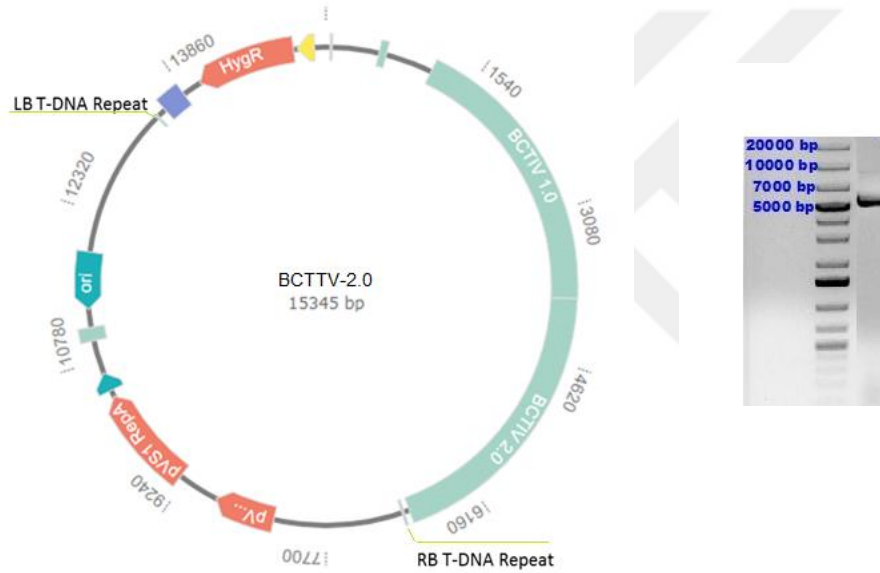 13860
HygR
1540
LB T-DNA Repeat
BCTIV 1.0
12320
3080
BCTTV-2.0
15345 bp
ori
10780
4620
BCTIV 2.0
pVS1 RepA
9240
pV...
6160
7700
RB T-DNA Repeat
20000 bp
10000 bp
7000 bp
5000 bp